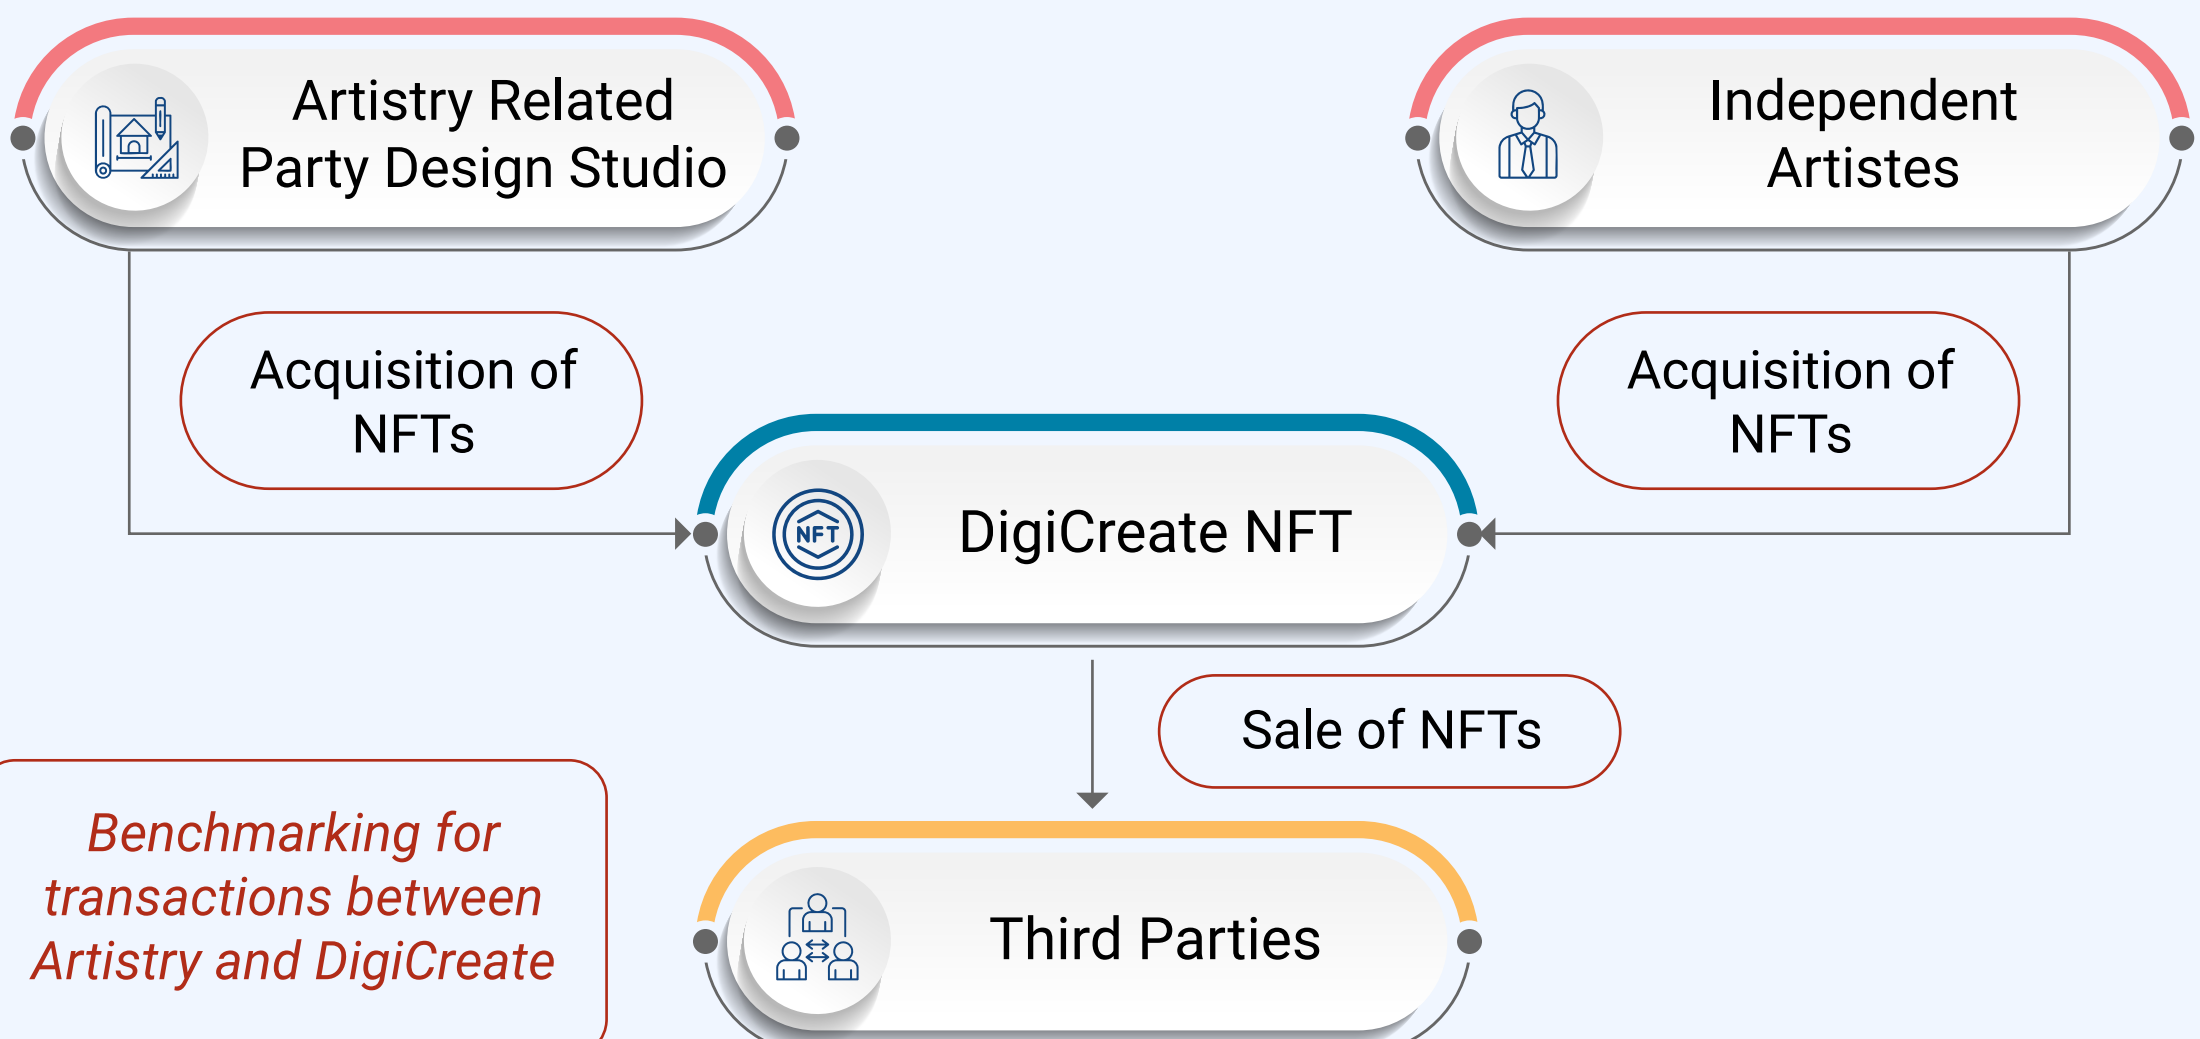 Artistry Related
Party Design Studio
Independent
Artistes
Acquisition of
NFTs
Acquisition of
NFTs
NFT
DigiCreate NFT
Sale of NFTs
Benchmarking for
transactions between
Artistry and DigiCreate
Third Parties